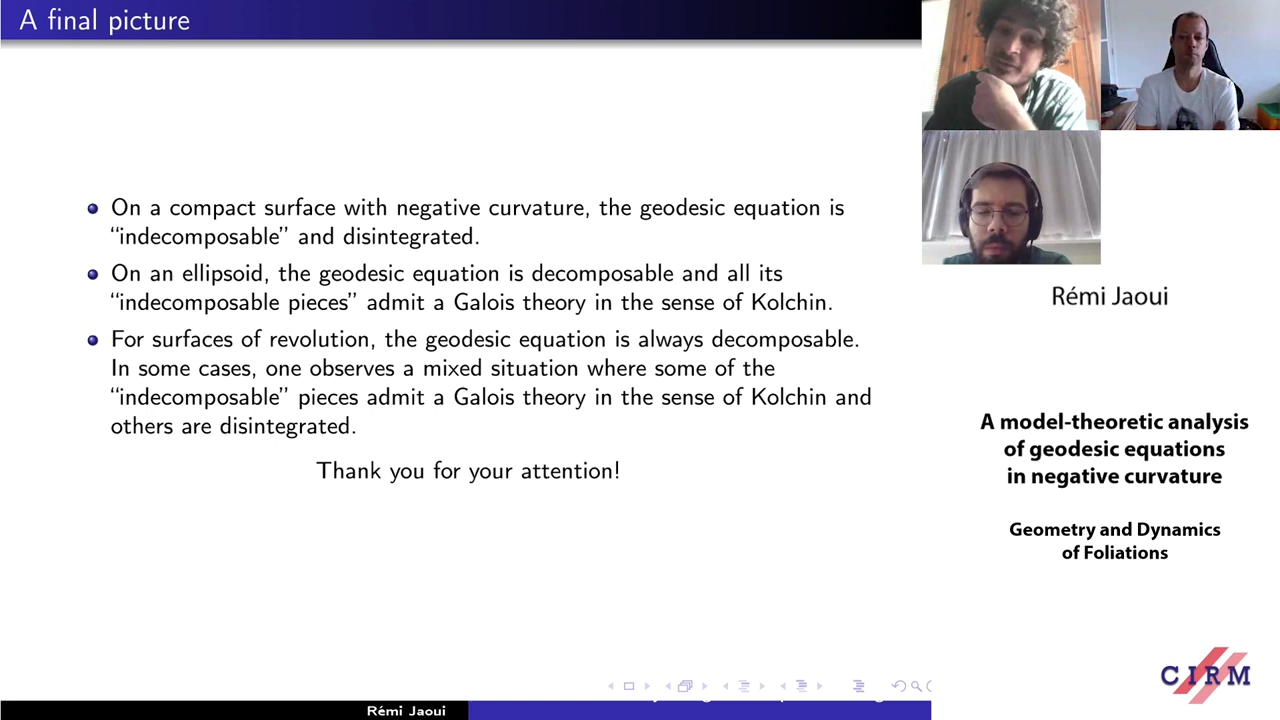 A final picture
On a compact surface with negative curvature, the geodesic equation is
“indecomposable” and disintegrated.
On an ellipsoid, the geodesic equation is decomposable and all its
“indecomposable pieces” admit a Galois theory in the sense of Kolchin.
For surfaces of revolution, the geodesic equation is always decomposable.
In some cases, one observes a mixed situation where some of the
“indecomposable” pieces admit a Galois theory in the sense of Kolchin and
others are disintegrated.
Thank you for your attention!
Rémi Jaoui
Rémi Jaoui
A model-theoretic analysis
of geodesic equations
in negative curvature
Geometry and Dynamics
of Foliations
CIRM